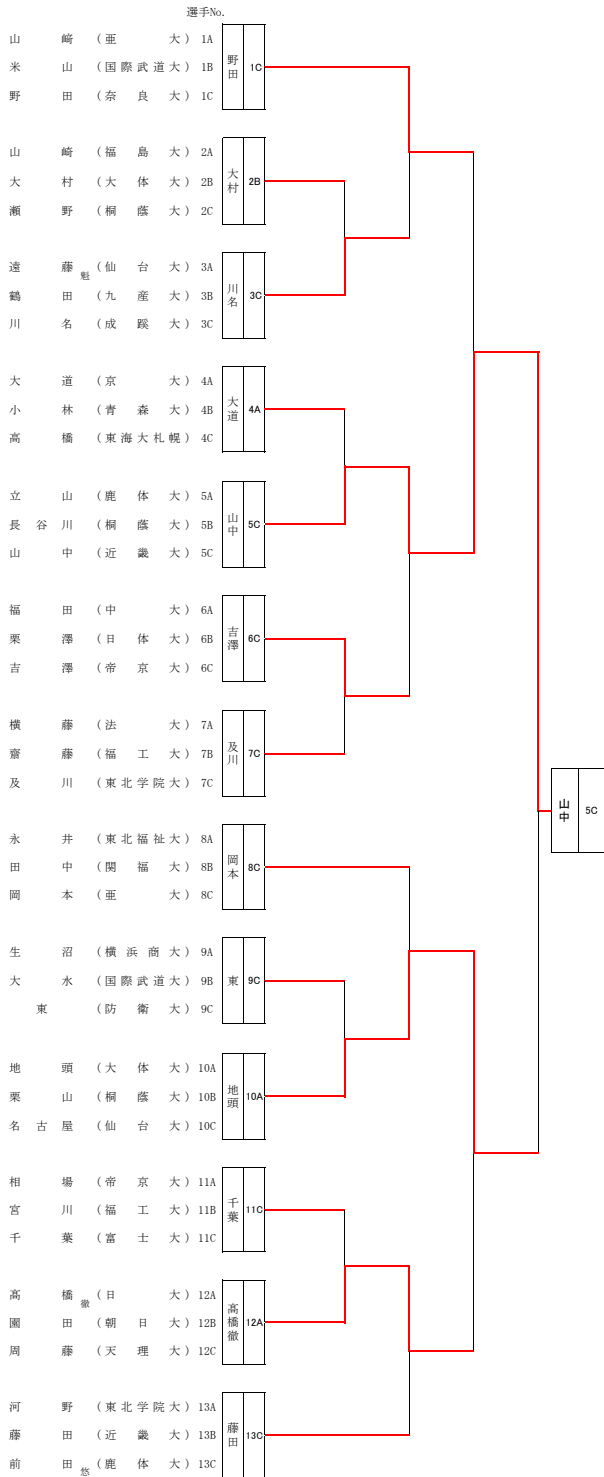 選手No.
山崎（亜大）1A
米山（国際武道大）1B
野田（奈良大）1C
野田 1C
山崎（福島大）2A
大村（大体大）2B
瀬野（桐蔭大）2C
大村 2B
遠藤魁（仙台大）3A
鶴田（九産大）3B
川名（成蹊大）3C
川名 3C
大道（京大）4A
小林（青森大）4B
高橋（東海大札幌）4C
大道 4A
立山（鹿体大）5A
長谷川（桐蔭大）5B
山中（近畿大）5C
山中 5C
福田（中大）6A
栗澤（日体大）6B
吉澤（帝京大）6C
吉澤 6C
横藤（法大）7A
齋藤（福工大）7B
及川（東北学院大）7C
及川 7C
山中 5C
永井（東北福祉大）8A
田中（関福大）8B
岡本（亜大）8C
岡本 8C
生沼（横浜商大）9A
大水（国際武道大）9B
東（防衛大）9C
東 9C
地頭（大体大）10A
栗山（桐蔭大）10B
名古屋（仙台大）10C
地頭 10A
相場（帝京大）11A
宮川（福工大）11B
千葉（富士大）11C
千葉 11C
髙橋徹（日大）12A
園田（朝日大）12B
周藤（天理大）12C
髙橋徹 12A
河野（東北学院大）13A
藤田（近畿大）13B
前田悠（鹿体大）13C
藤田 13C